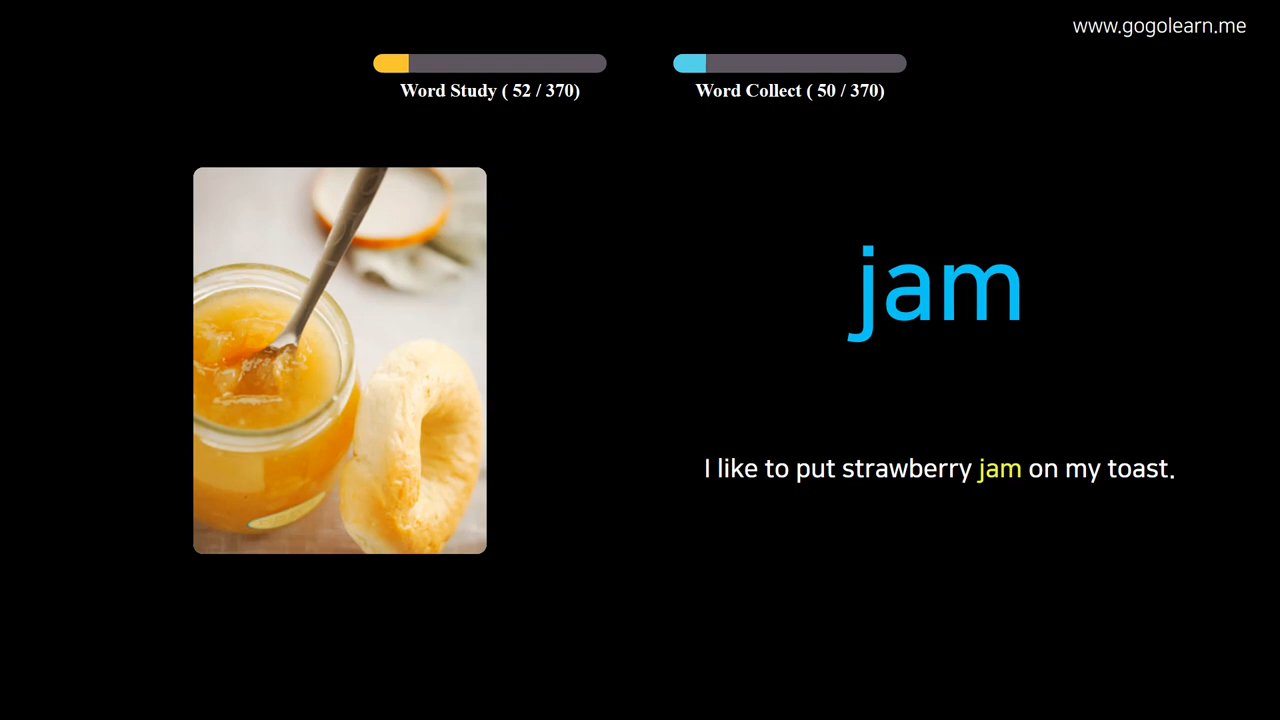 www.gogolearn.me
Word Study ( 52 / 370)
Word Collect ( 50 / 370)
jam
I like to put strawberry jam on my toast.